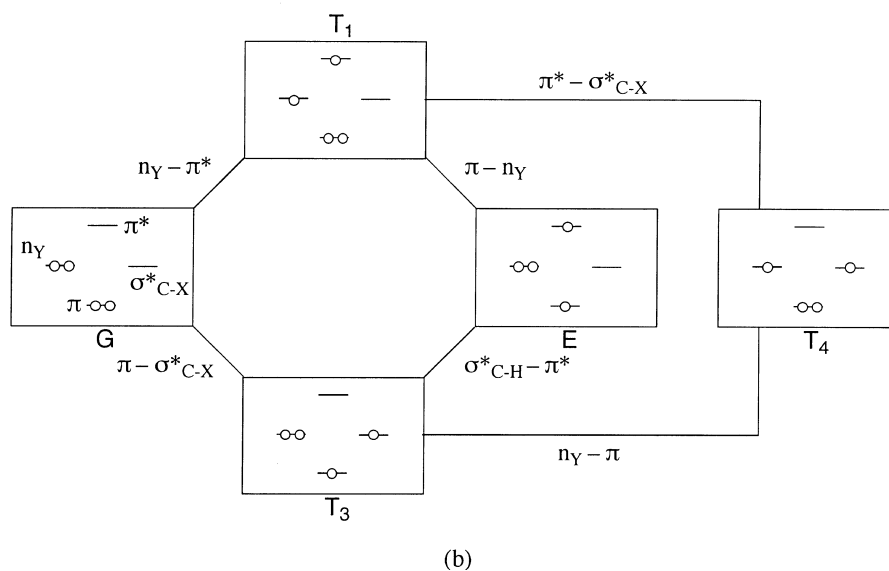 T₁
π* – σ*C-X
nY – π*
π – nY
π*
nY
σ*C-X
π
G
E
T₄
π – σ*C-X
σ*C-H – π*
nY – π
T₃
(b)